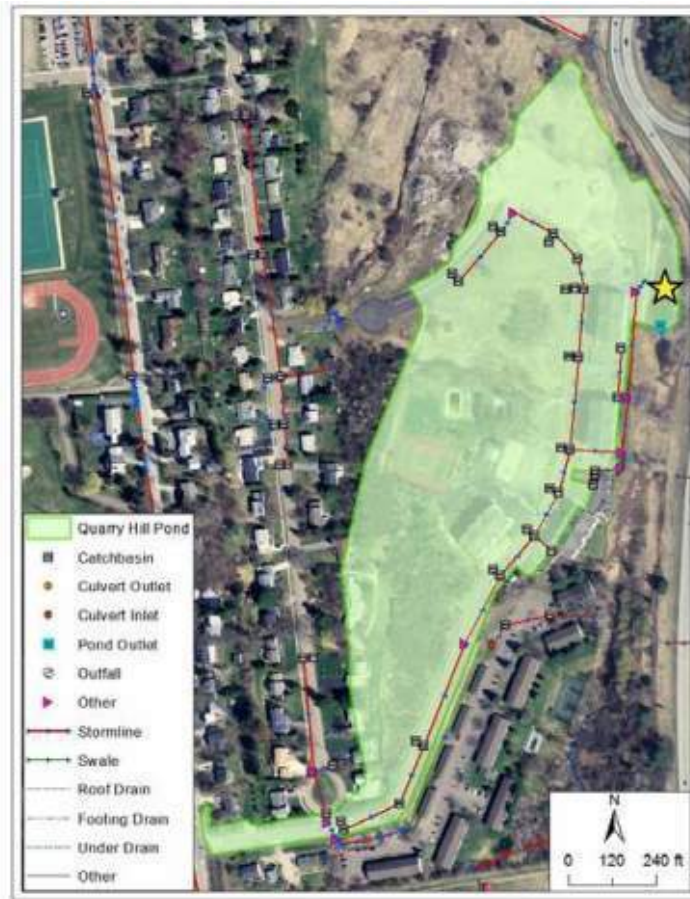 Quarry Hill Pond
Catchbasin
Culvert Outlet
Culvert Inlet
Pond Outlet
Outfall
Other
Stormline
Swale
Roof Drain
Footing Drain
Under Drain
Other
N
0 120 240 ft